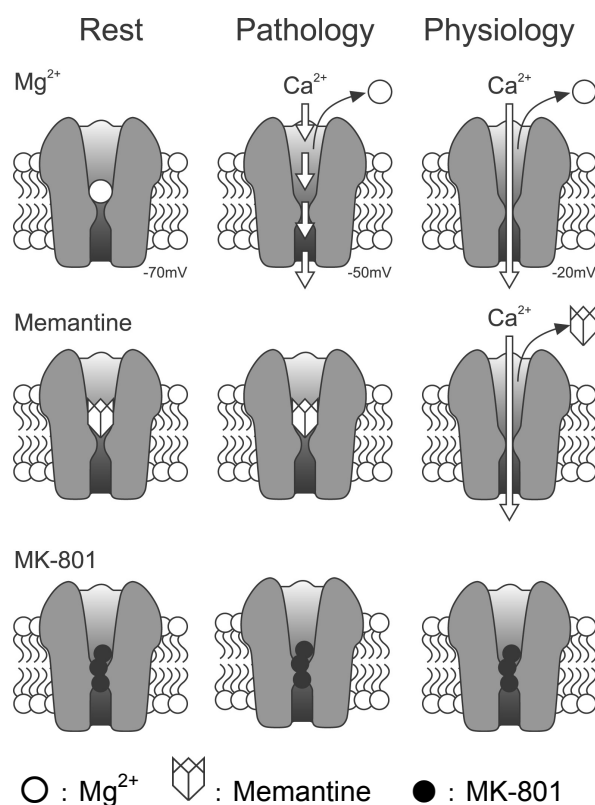 Rest Pathology Physiology
Mg²⁺
Ca²⁺ Ca²⁺
-70mV -50mV -20mV
Memantine
Ca²⁺
MK-801
: Mg²⁺ : Memantine : MK-801